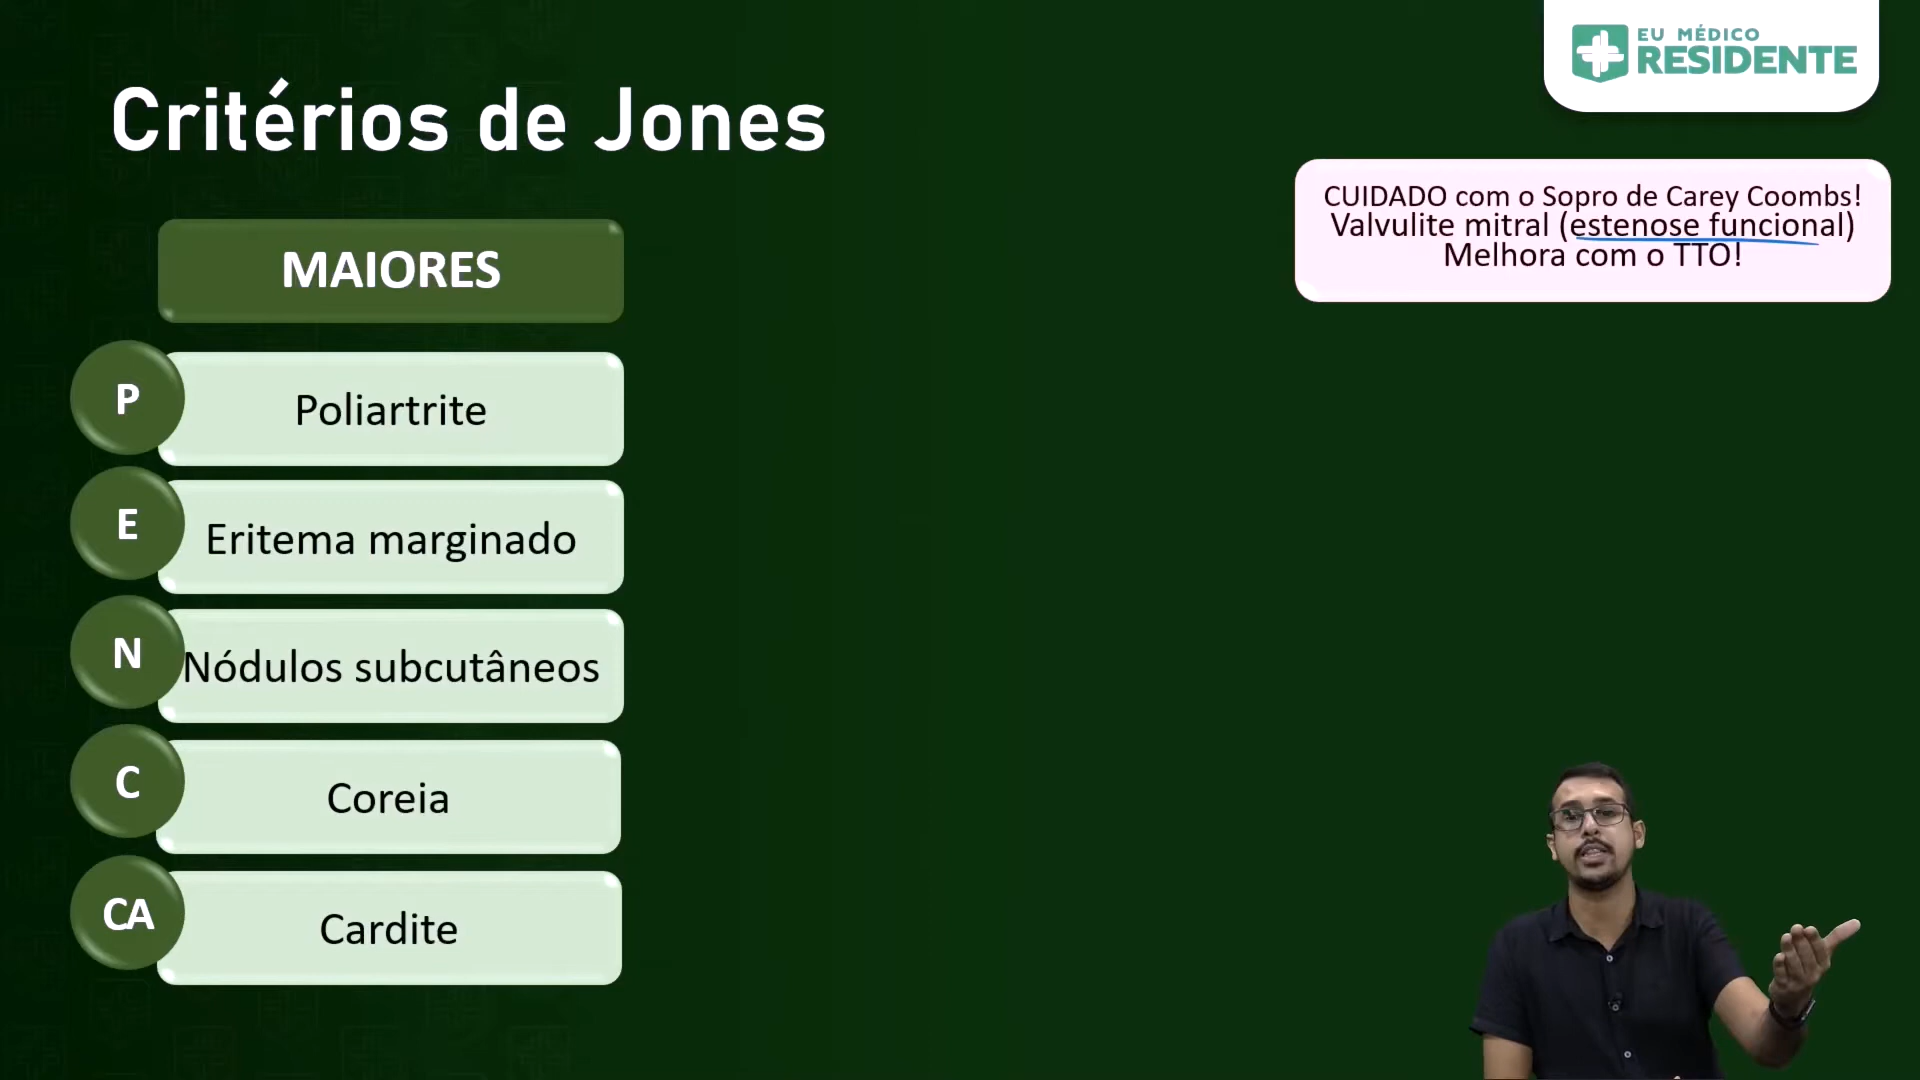 EU MÉDICO
RESIDENTE
Critérios de Jones
CUIDADO com o Sopro de Carey Coombs!
Valvulite mitral (estenose funcional)
Melhora com o TTO!
MAIORES
P
Poliartrite
E
Eritema marginado
N
Nódulos subcutâneos
C
Coreia
CA
Cardite